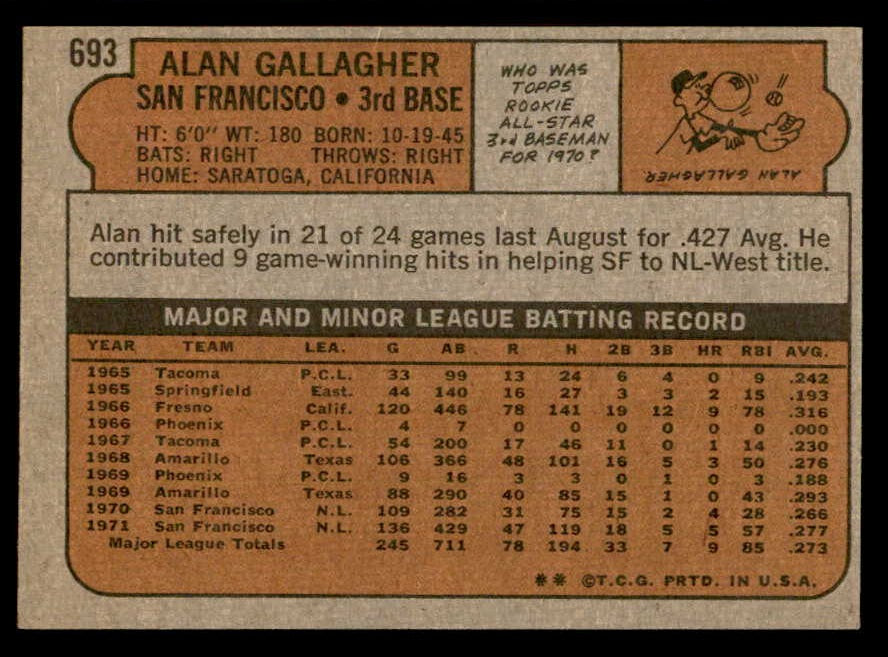 693
ALAN GALLAGHER
SAN FRANCISCO • 3rd BASE
HT: 6'0" WT: 180 BORN: 10-19-45
BATS: RIGHT THROWS: RIGHT
HOME: SARATOGA, CALIFORNIA
WHO WAS
TOPPS
ROOKIE
ALL-STAR
3rd BASEMAN
FOR 1970?
ALAN GALLAGHER
Alan hit safely in 21 of 24 games last August for .427 Avg. He
contributed 9 game-winning hits in helping SF to NL-West title.
MAJOR AND MINOR LEAGUE BATTING RECORD
YEAR TEAM LEA. G AB. R H 2B 3B HR RBI AVG.
1965 Tacoma P.C.L. 33 99 13 24 6 4 0 9 .242
1965 Springfield East. 44 140 16 27 3 3 2 15 .193
1966 Fresno Calif. 120 446 78 141 19 12 9 78 .316
1966 Phoenix P.C.L. 4 7 0 0 0 0 0 0 .000
1967 Tacoma P.C.L. 54 200 17 46 11 0 1 14 .230
1968 Amarillo Texas 106 366 48 101 16 5 3 50 .276
1969 Phoenix P.C.L. 9 16 3 3 0 1 0 3 .188
1969 Amarillo Texas 88 290 40 85 15 1 0 43 .293
1970 San Francisco N.L. 109 282 31 75 15 2 4 28 .266
1971 San Francisco N.L. 136 429 47 119 18 5 5 57 .277
Major League Totals 245 711 78 194 33 7 9 85 .273
** ©T.C.G. PRTD. IN U.S.A.